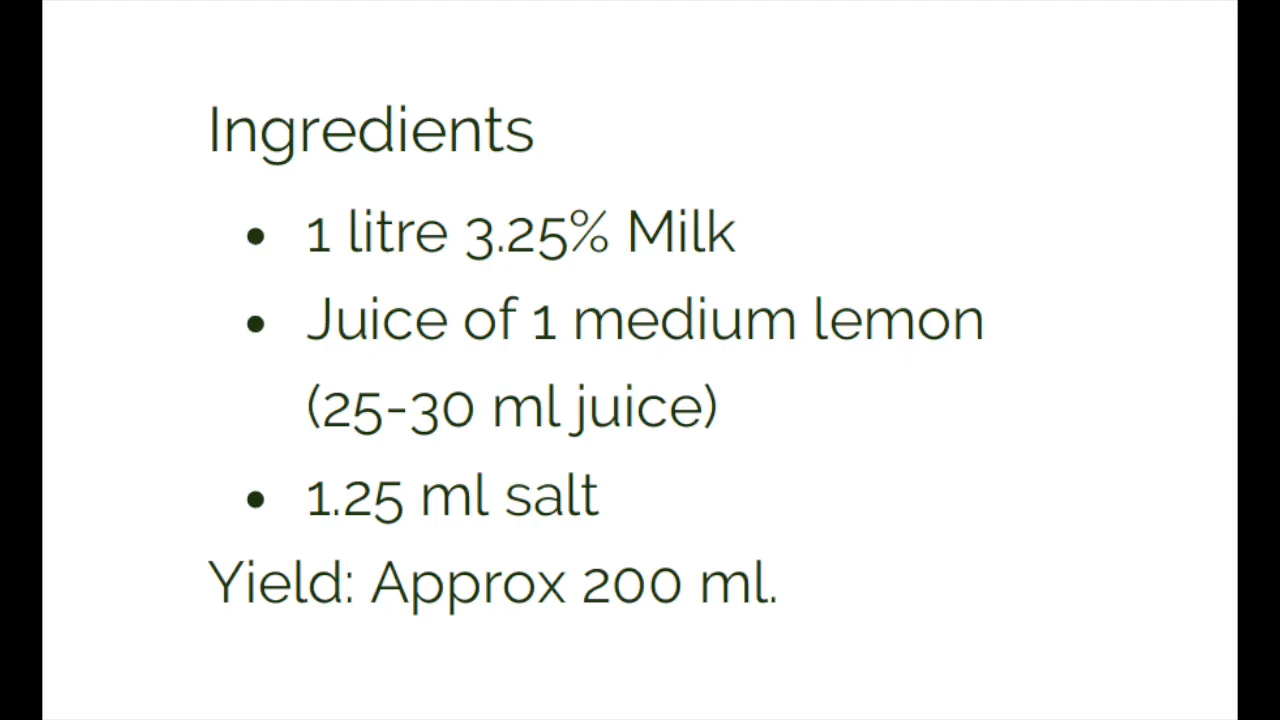 Ingredients
• 1 litre 3.25% Milk
• Juice of 1 medium lemon
(25-30 ml juice)
• 1.25 ml salt
Yield: Approx 200 ml.